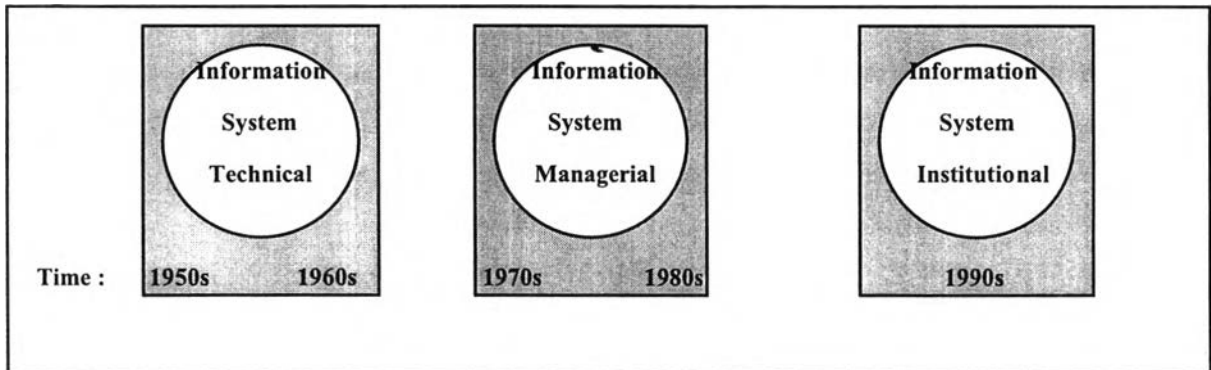 Information
System
Technical
Information
System
Managerial
Information
System
Institutional
Time : 1950s 1960s 1970s 1980s 1990s